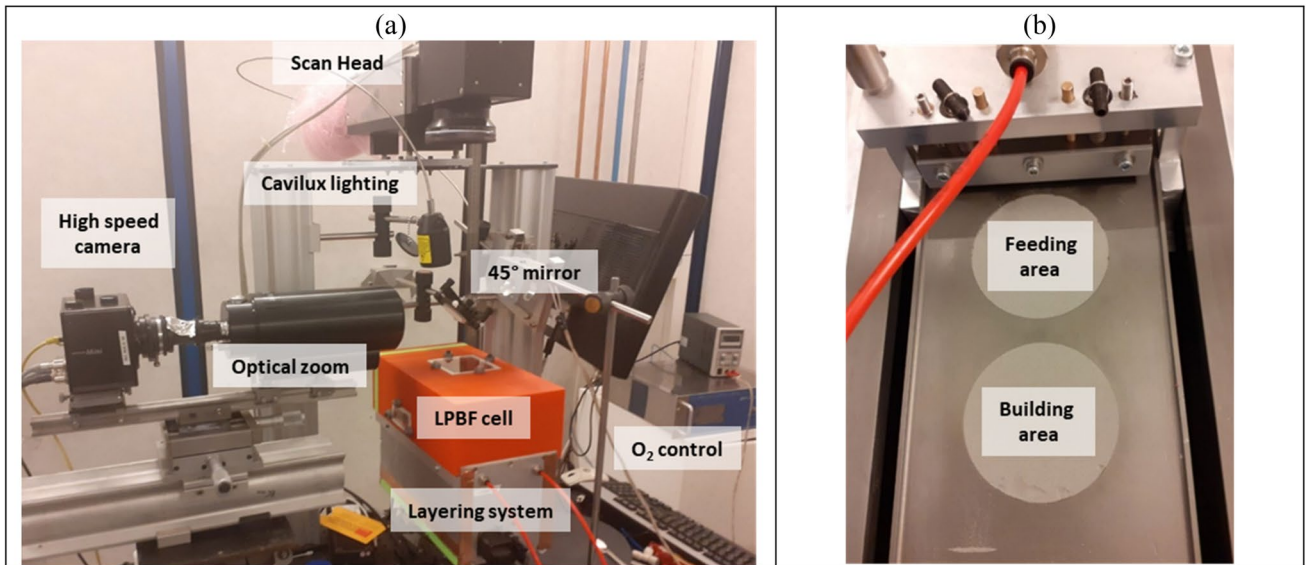 (a)
Scan Head
Cavilux lighting
High speed
camera
45° mirror
Optical zoom
LPBF cell
O₂ control
Layering system
(b)
Feeding
area
Building
area